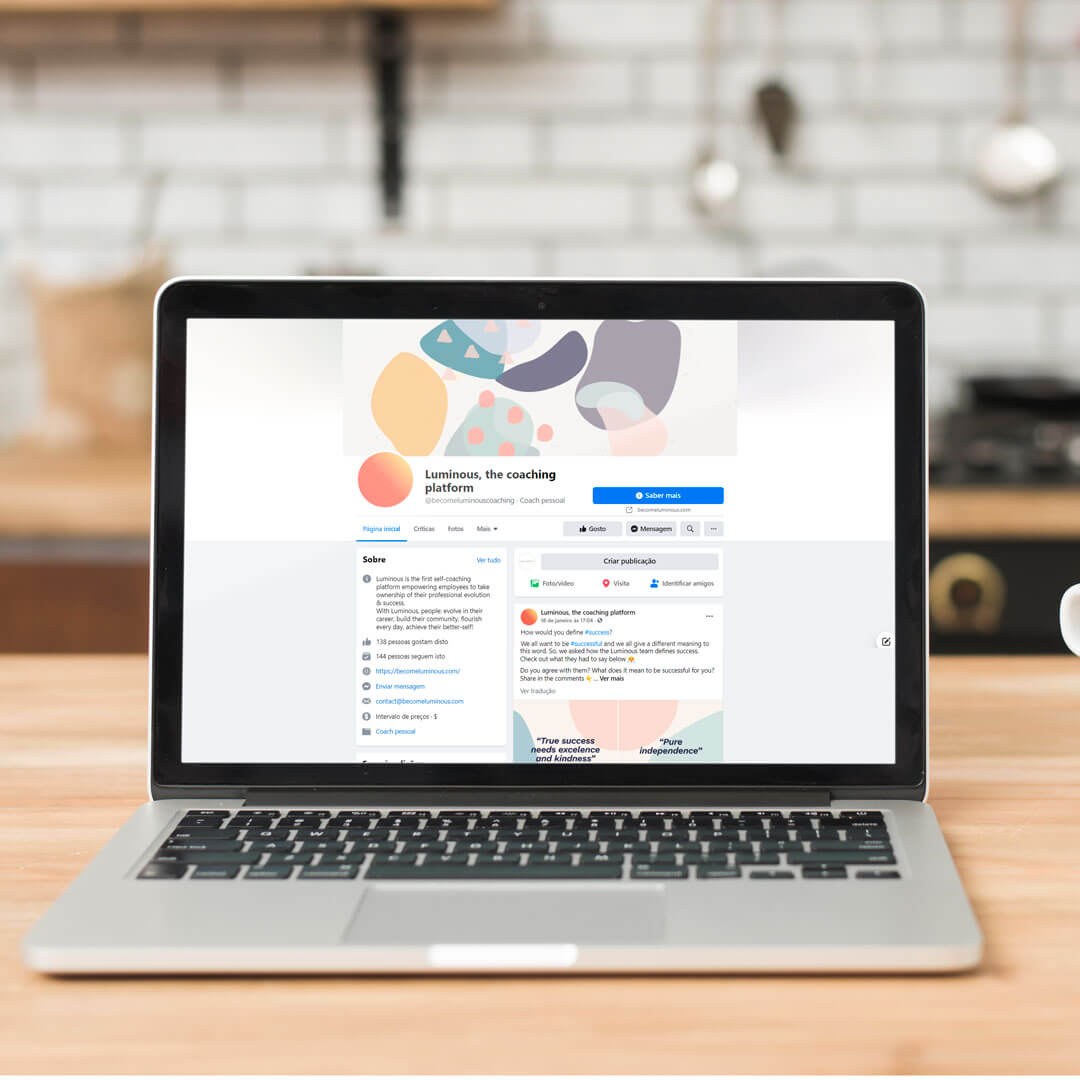 Luminous, the coaching
platform
@becomeluminouscoaching · Coach pessoal
Saber mais
becomeluminous.com
Página inicial Críticas Fotos Mais
Gosto Mensagem
Sobre Ver tudo
Luminous is the first self-coaching
platform empowering employees to take
ownership of their professional evolution
& success.
With Luminous, people: evolve in their
career, build their community, flourish
every day, achieve their better-self!
138 pessoas gostam disto
144 pessoas seguem isto
https://becomeluminous.com/
Enviar mensagem
contact@becomeluminous.com
Intervalo de preços · $
Coach pessoal
Criar publicação
Foto/vídeo Visita Identificar amigos
Luminous, the coaching platform
18 de janeiro às 17:04 ·
How would you define #success?
We all want to be #successful and we all give a different meaning to
this word. So, we asked how the Luminous team defines success.
Check out what they had to say below 🤗
Do you agree with them? What does it mean to be successful for you?
Share in the comments 👇... Ver mais
Ver tradução
“True success
needs excelence
and kindness”
“Pure
independence”